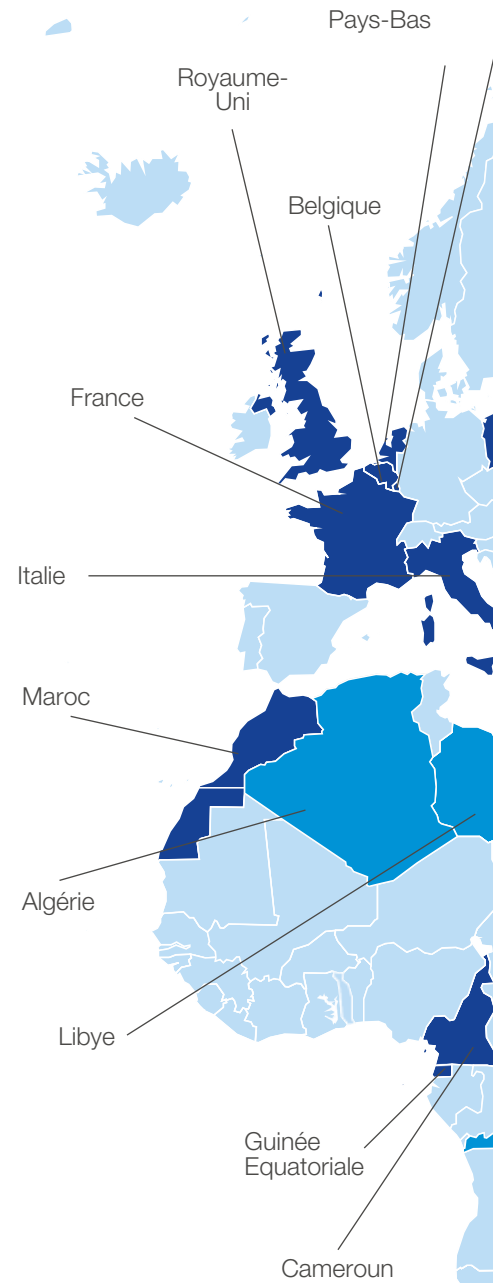 Pays-Bas
Royaume-
Uni
Belgique
France
Italie
Maroc
Algérie
Libye
Guinée
Equatoriale
Cameroun